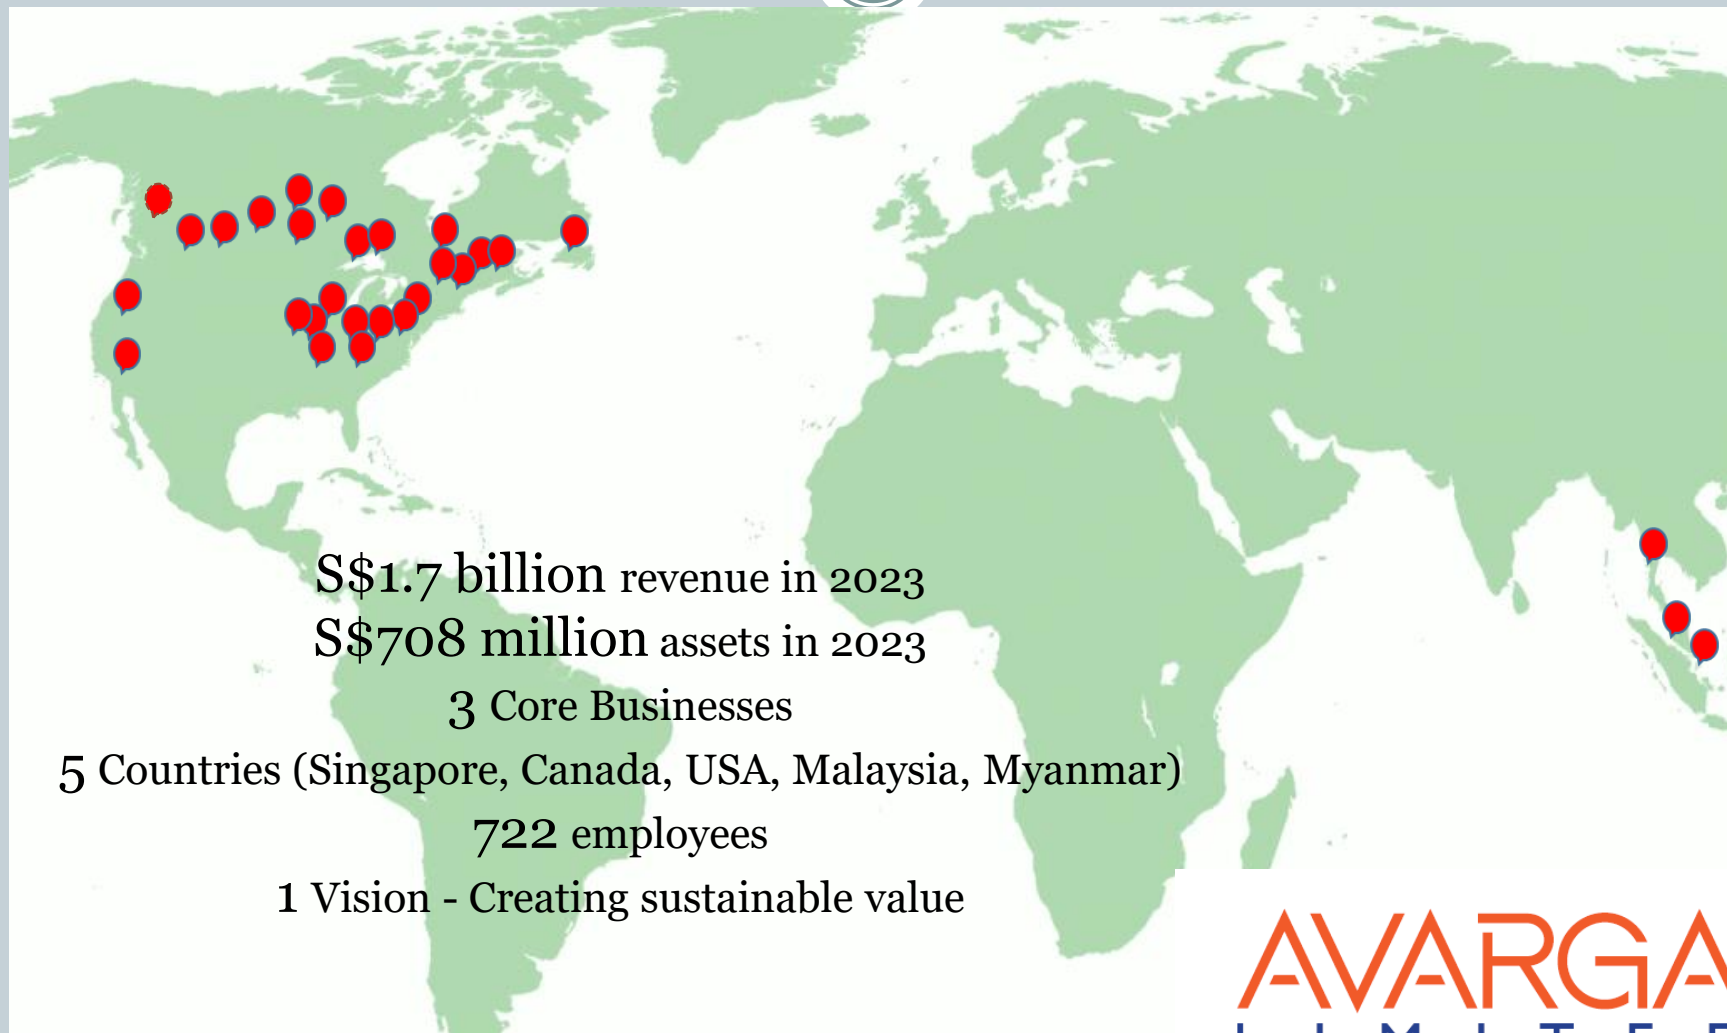 S$1.7 billion revenue in 2023
S$708 million assets in 2023
3 Core Businesses
5 Countries (Singapore, Canada, USA, Malaysia, Myanmar)
722 employees
1 Vision - Creating sustainable value
AVARGA